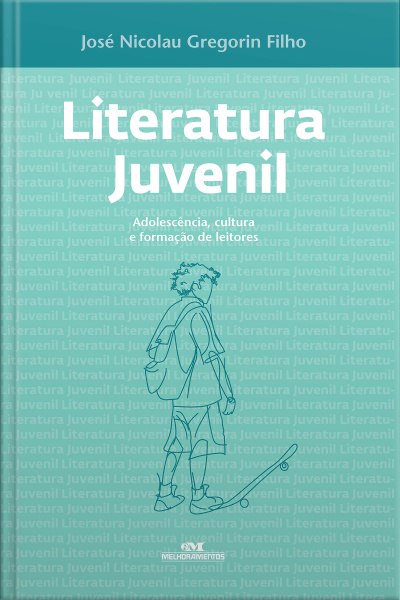 José Nicolau Gregorin Filho
Literatura
Juvenil
Adolescência, cultura
e formação de leitores
MELHORAMENTOS